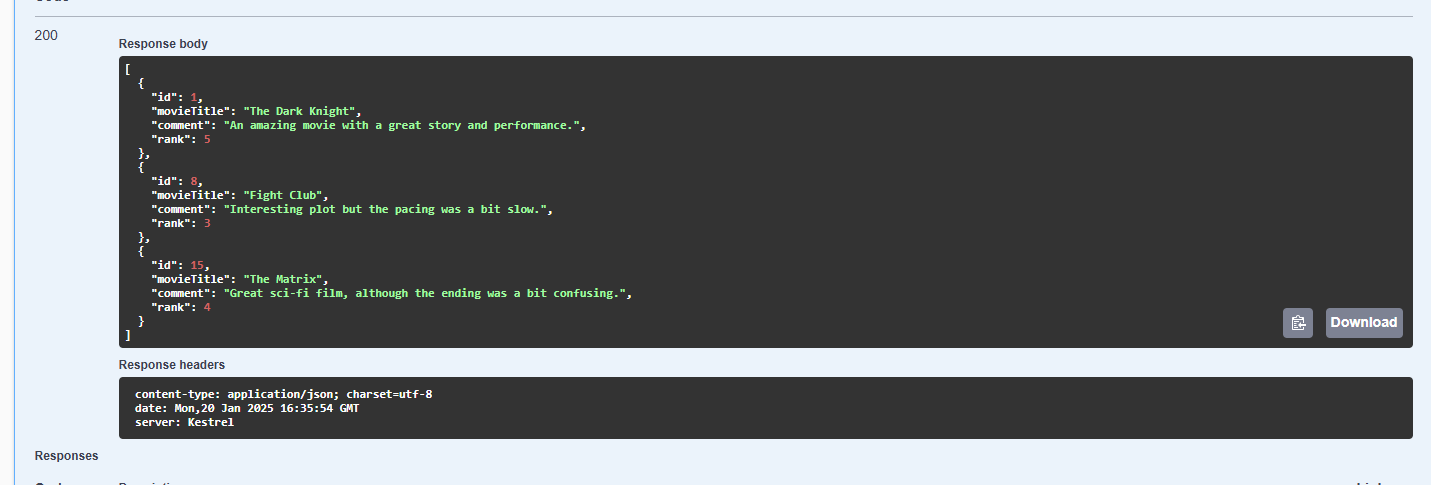 200
Response body
[
  {
    "id": 1,
    "movieTitle": "The Dark Knight",
    "comment": "An amazing movie with a great story and performance.",
    "rank": 5
  },
  {
    "id": 8,
    "movieTitle": "Fight Club",
    "comment": "Interesting plot but the pacing was a bit slow.",
    "rank": 3
  },
  {
    "id": 15,
    "movieTitle": "The Matrix",
    "comment": "Great sci-fi film, although the ending was a bit confusing.",
    "rank": 4
  }
]
Download
Response headers
content-type: application/json; charset=utf-8
date: Mon,20 Jan 2025 16:35:54 GMT
server: Kestrel
Responses